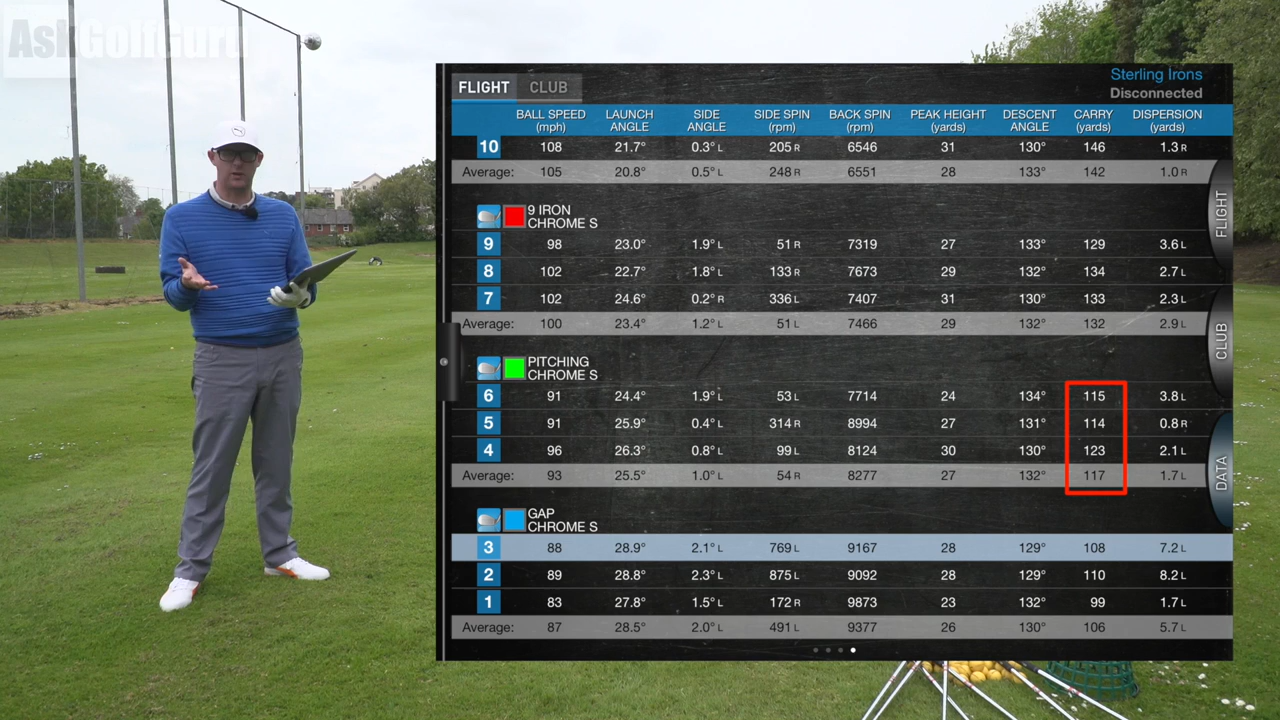 AskGolfGuru
Sterling Irons
FLIGHT CLUB
Disconnected
BALL SPEED (mph) LAUNCH ANGLE SIDE ANGLE SIDE SPIN (rpm) BACK SPIN (rpm) PEAK HEIGHT (yards) DESCENT ANGLE CARRY (yards) DISPERSION (yards)
10 108 21.7° 0.3° L 205 R 6546 31 130° 146 1.3 R
Average: 105 20.8° 0.5° L 248 R 6551 28 133° 142 1.0 R
9 IRON
CHROME S
9 98 23.0° 1.9° L 51 R 7319 27 133° 129 3.6 L
8 102 22.7° 1.8° L 133 R 7673 29 132° 134 2.7 L
7 102 24.6° 0.2° R 336 L 7407 31 130° 133 2.3 L
Average: 100 23.4° 1.2° L 51 L 7466 29 132° 132 2.9 L
PITCHING
CHROME S
6 91 24.4° 1.9° L 53 L 7714 24 134° 115 3.8 L
5 91 25.9° 0.4° L 314 R 8994 27 131° 114 0.8 R
4 96 26.3° 0.8° L 99 L 8124 30 130° 123 2.1 L
Average: 93 25.5° 1.0° L 54 R 8277 27 132° 117 1.7 L
GAP
CHROME S
3 88 28.9° 2.1° L 769 L 9167 28 129° 108 7.2 L
2 89 28.8° 2.3° L 875 L 9092 28 129° 110 8.2 L
1 83 27.8° 1.5° L 172 R 9873 23 132° 99 1.7 L
Average: 87 28.5° 2.0° L 491 L 9377 26 130° 106 5.7 L
FLIGHT
CLUB
DATA